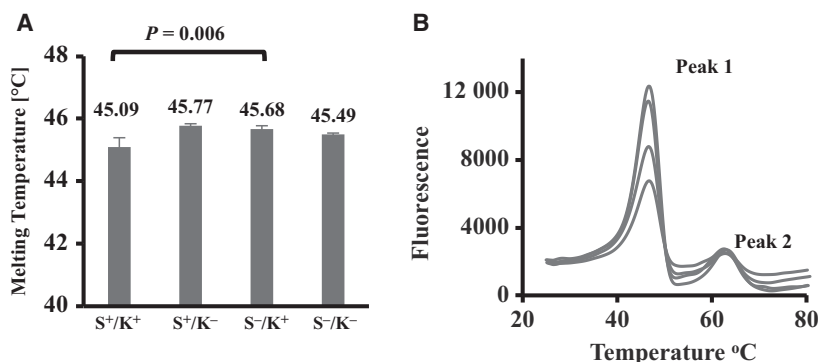 A
P = 0.006
Melting Temperature [°C]
48
46
44
42
40
45.09
45.77
45.68
45.49
S⁺/K⁺
S⁺/K⁻
S⁻/K⁺
S⁻/K⁻
B
Fluorescence
12 000
8000
4000
0
Peak 1
Peak 2
20
40
60
80
Temperature °C